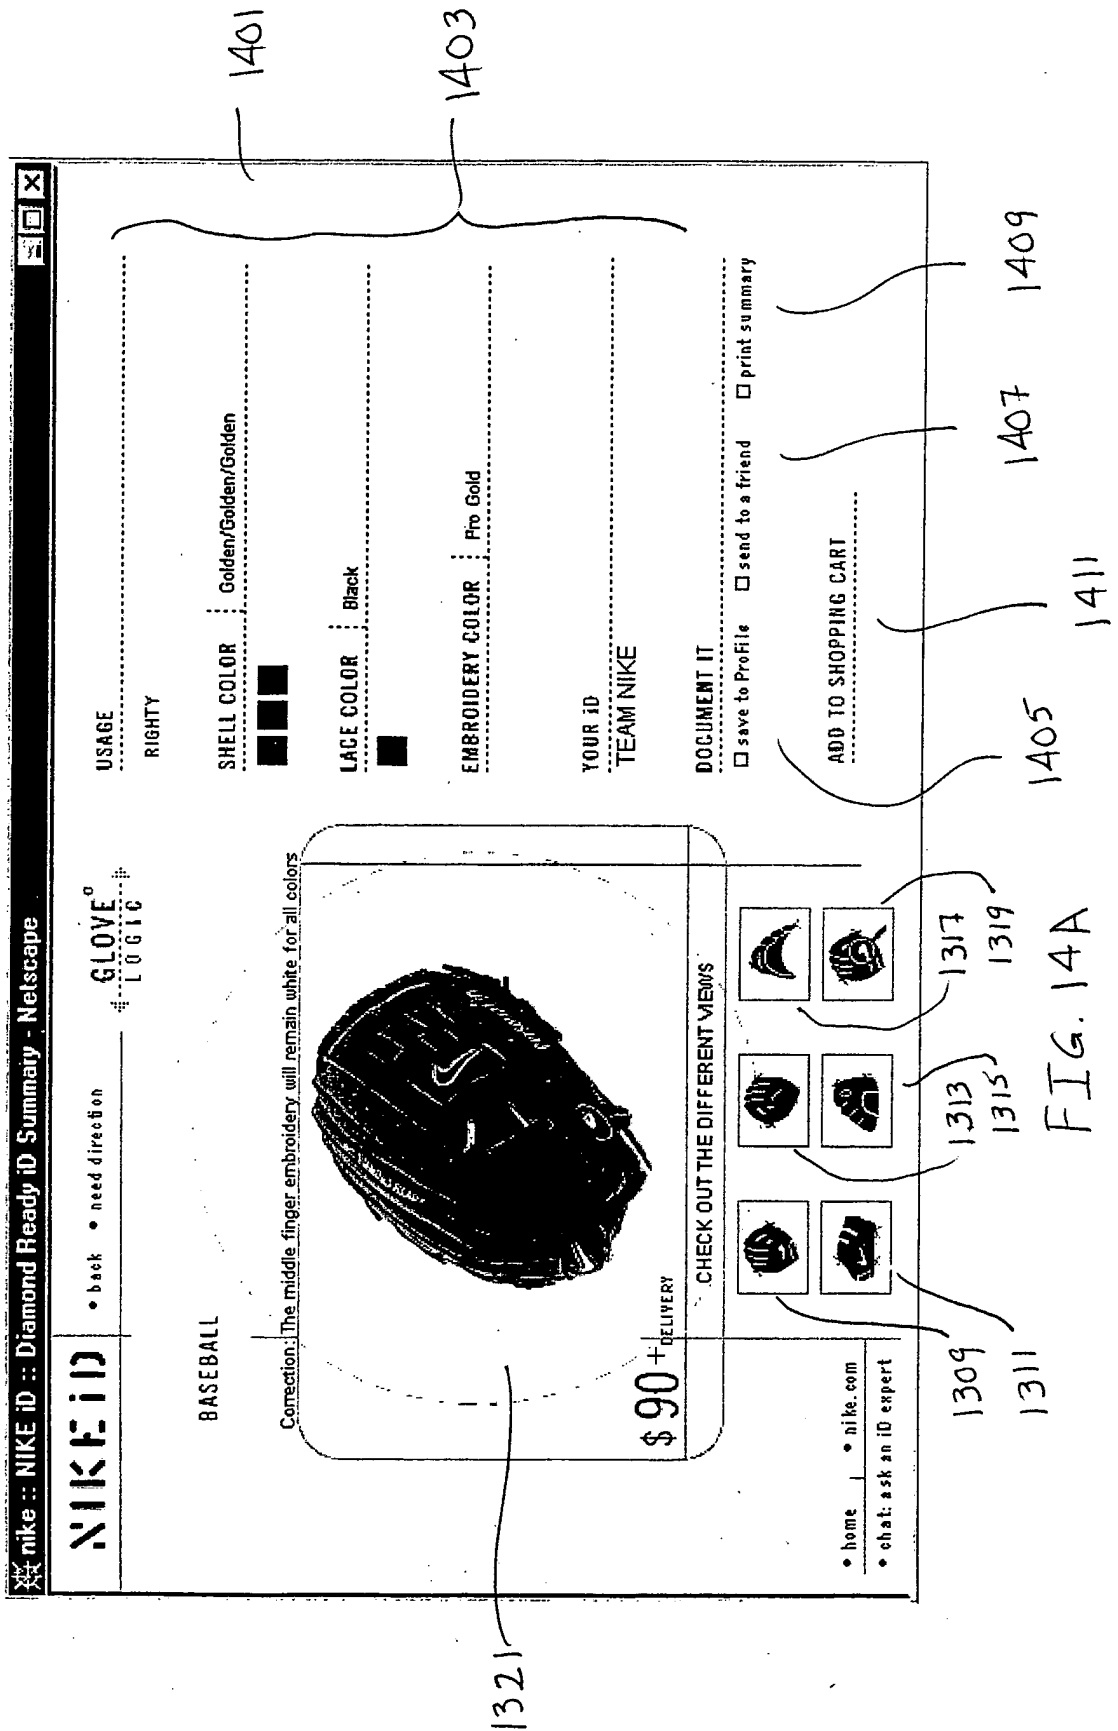 nike :: NIKE iD :: Diamond Ready iD Summary - Netscape
NIKE iD
• back • need direction
GLOVE
LOGIC
BASEBALL
Correction: The middle finger embroidery will remain white for all colors
$90+ DELIVERY
CHECK OUT THE DIFFERENT VIEWS
• home | • nike.com
• chat: ask an iD expert
USAGE
RIGHTY
SHELL COLOR Golden/Golden/Golden
LACE COLOR Black
EMBROIDERY COLOR Pro Gold
YOUR iD
TEAM NIKE
DOCUMENT IT
save to Profile send to a friend print summary
ADD TO SHOPPING CART
1401
1403
1409
1407
1411
1405
1317
1319
1313
1315
1309
1311
1321
FIG. 14A